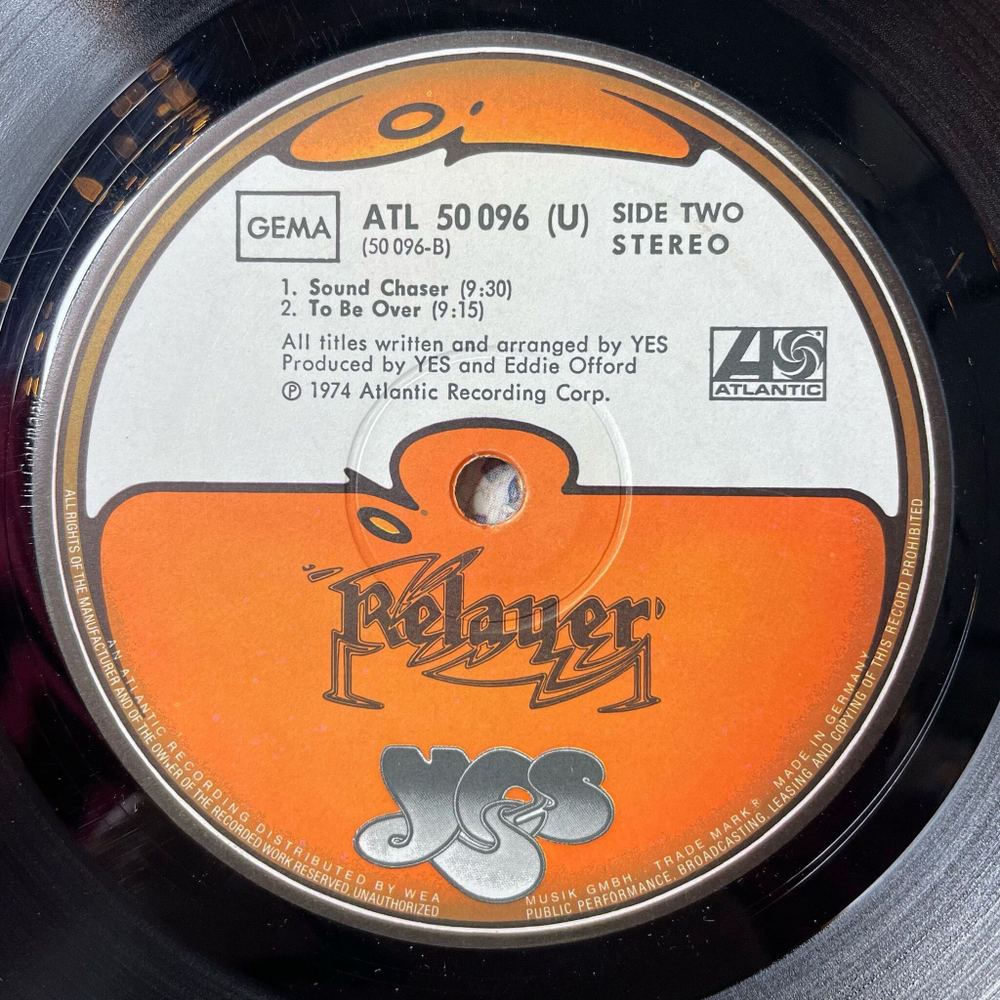 GEMA
ATL 50 096 (U)
(50 096-B)
SIDE TWO
STEREO
1. Sound Chaser (9:30)
2. To Be Over (9:15)
All titles written and arranged by YES
Produced by YES and Eddie Offord
℗ 1974 Atlantic Recording Corp.
ATLANTIC
Relayer
YES
AN ATLANTIC RECORDING DISTRIBUTED BY WEA MUSIK GMBH. TRADE MARK® MADE IN GERMANY
ALL RIGHTS OF THE MANUFACTURER AND OF THE OWNER OF THE RECORDED WORK RESERVED. UNAUTHORIZED PUBLIC PERFORMANCE, BROADCASTING, LEASING AND COPYING OF THIS RECORD PROHIBITED